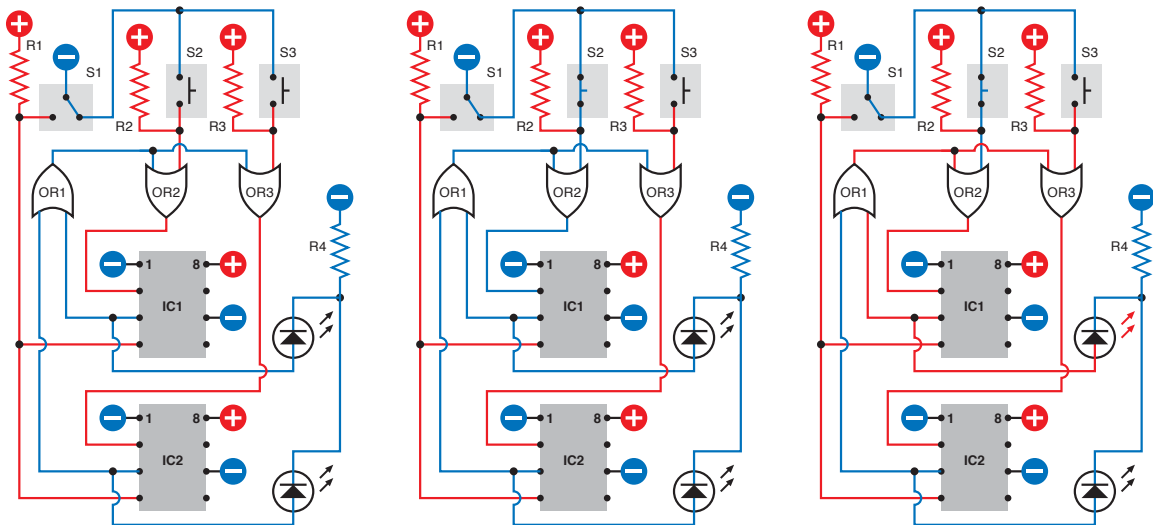 R1
S1
S2
S3
R2
R3
OR1
OR2
OR3
R4
1 8
IC1
1 8
IC2
R1
S1
S2
S3
R2
R3
OR1
OR2
OR3
R4
1 8
IC1
1 8
IC2
R1
S1
S2
S3
R2
R3
OR1
OR2
OR3
R4
1 8
IC1
1 8
IC2